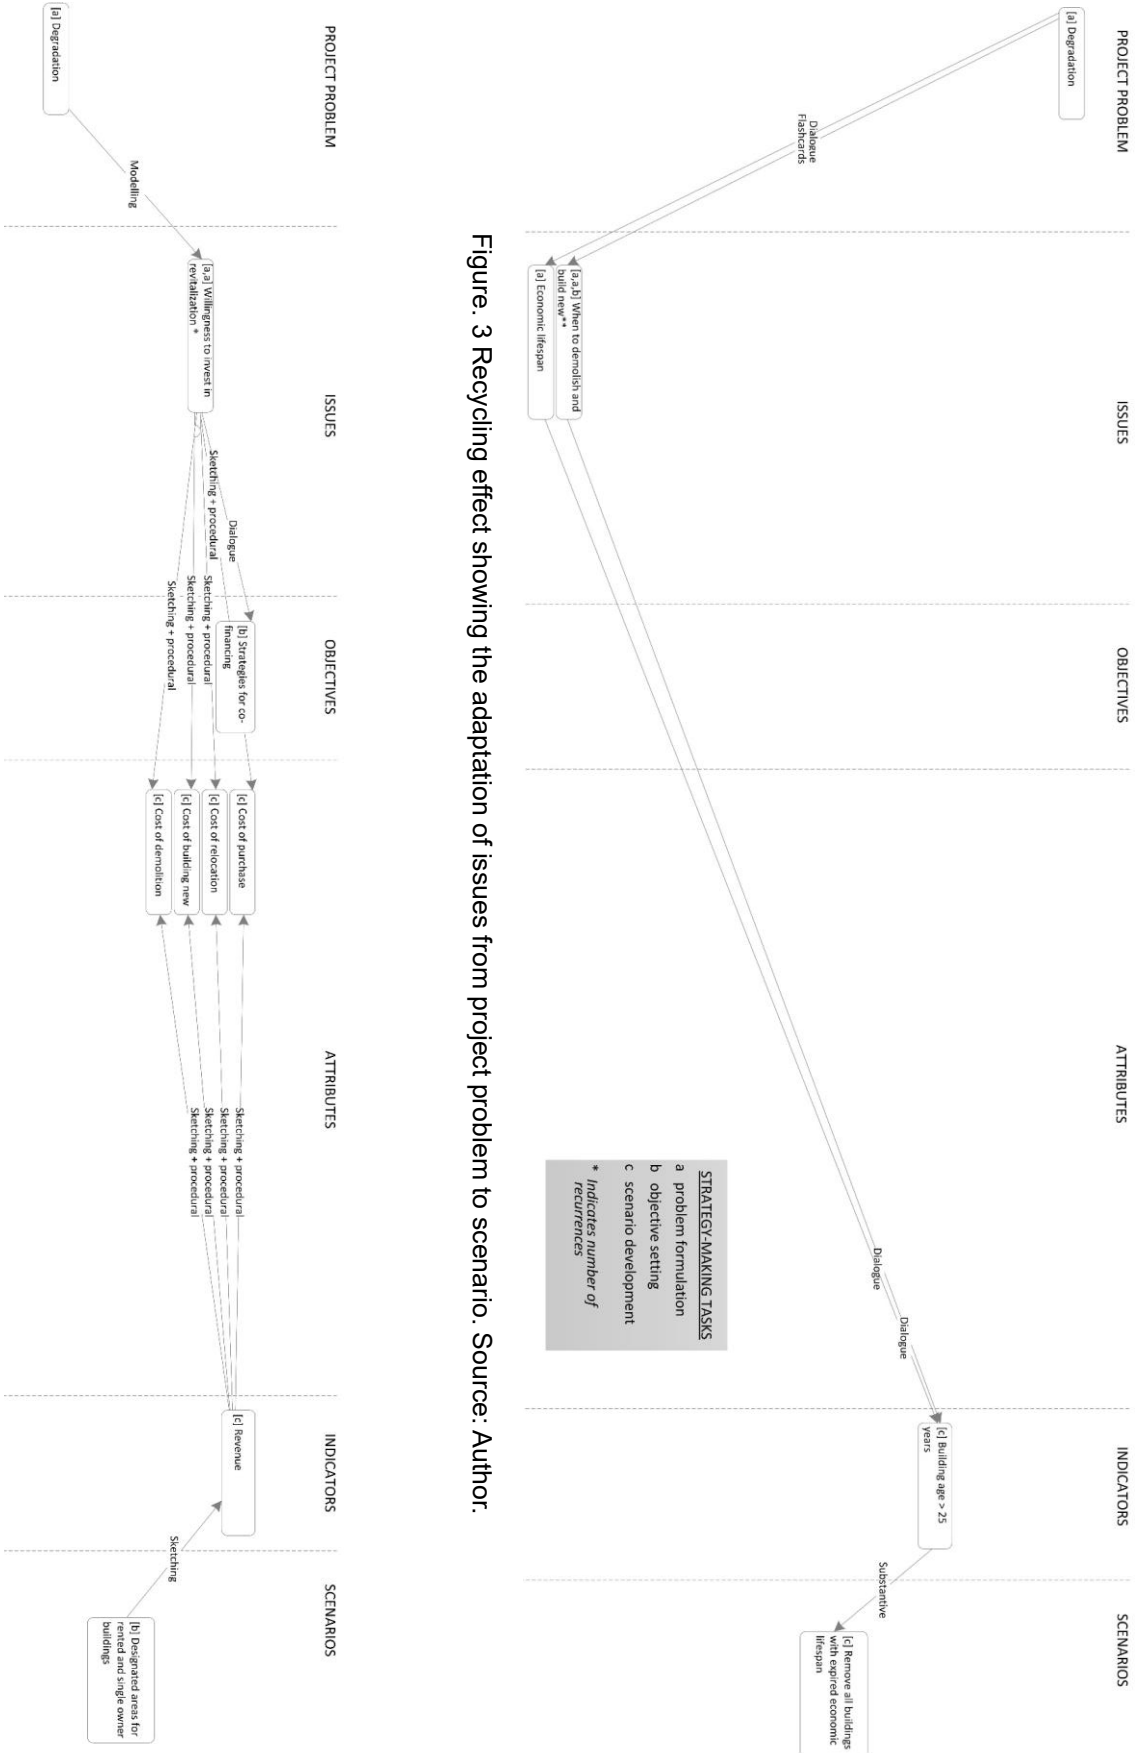 PROJECT PROBLEM
ISSUES
OBJECTIVES
ATTRIBUTES
INDICATORS
SCENARIOS
[a] Degradation
Dialogue
Flashcards
[a,a,b] When to demolish and
build new**
[a] Economic lifespan
Dialogue
Dialogue
[c] Building age > 25
years
Substantive
[c] Remove all buildings
with expired economic
lifespan
STRATEGY-MAKING TASKS
a problem formulation
b objective setting
c scenario development
* Indicates number of
recurrences
Figure. 3 Recycling effect showing the adaptation of issues from project problem to scenario. Source: Author.
PROJECT PROBLEM
ISSUES
OBJECTIVES
ATTRIBUTES
INDICATORS
SCENARIOS
[a] Degradation
Modelling
[a,a] Willingness to invest in
revitalization *
Dialogue
Sketching + procedural
Sketching + procedural
Sketching + procedural
Sketching + procedural
[b] Strategies for co-
financing
[c] Cost of purchase
[c] Cost of relocation
[c] Cost of building new
[c] Cost of demolition
Sketching + procedural
Sketching + procedural
Sketching + procedural
Sketching + procedural
[c] Revenue
Sketching
[b] Designated areas for
rented and single owner
buildings